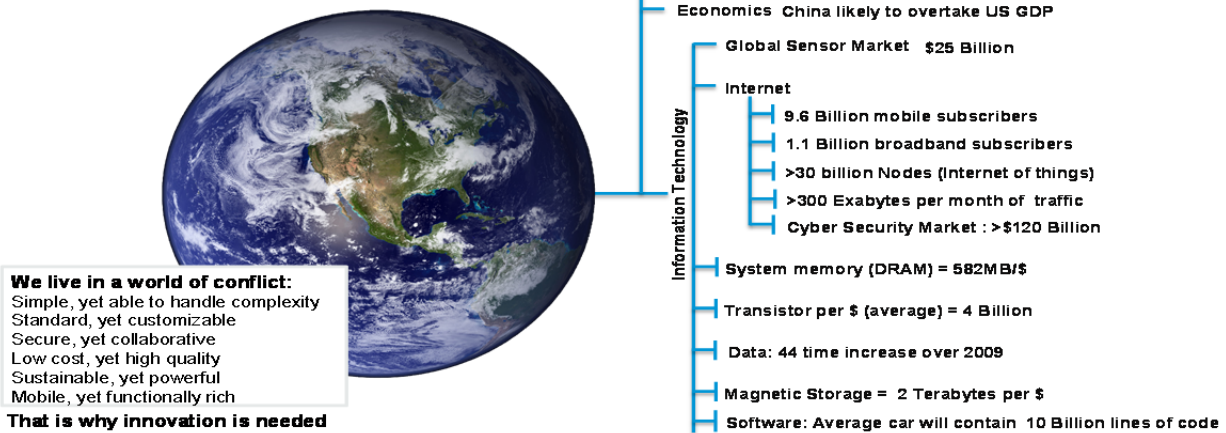 Economics China likely to overtake US GDP
Global Sensor Market $25 Billion
Internet
9.6 Billion mobile subscribers
1.1 Billion broadband subscribers
>30 billion Nodes (Internet of things)
>300 Exabytes per month of traffic
Cyber Security Market : >$120 Billion
Information Technology
System memory (DRAM) = 582MB/$
Transistor per $ (average) = 4 Billion
Data: 44 time increase over 2009
Magnetic Storage = 2 Terabytes per $
Software: Average car will contain 10 Billion lines of code
We live in a world of conflict:
Simple, yet able to handle complexity
Standard, yet customizable
Secure, yet collaborative
Low cost, yet high quality
Sustainable, yet powerful
Mobile, yet functionally rich
That is why innovation is needed